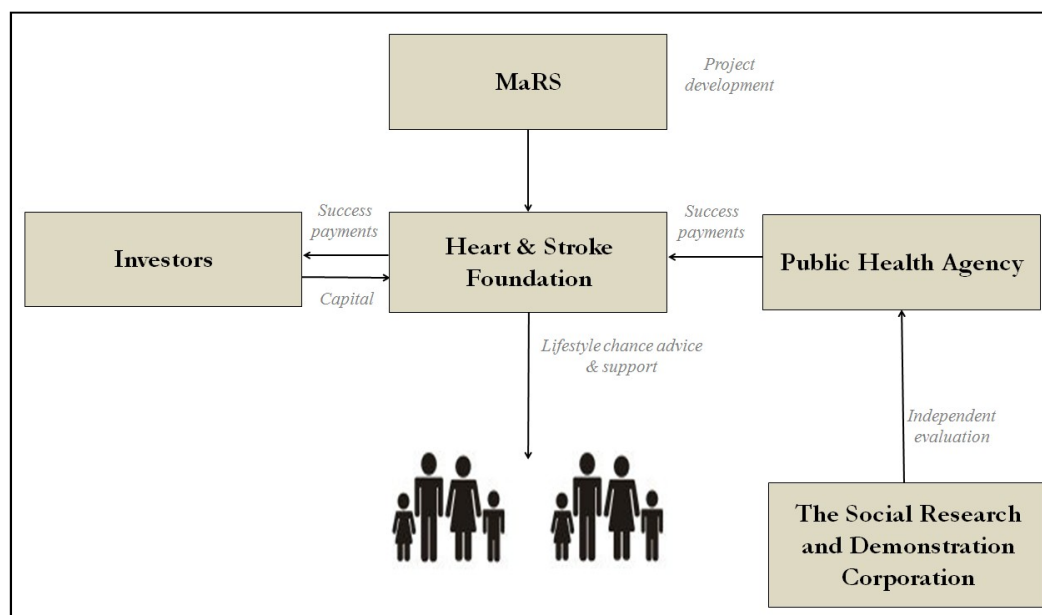 MaRS
Project
development
Success
payments
Success
payments
Investors
Heart & Stroke
Foundation
Public Health Agency
Capital
Lifestyle chance advice
& support
Independent
evaluation
The Social Research
and Demonstration
Corporation